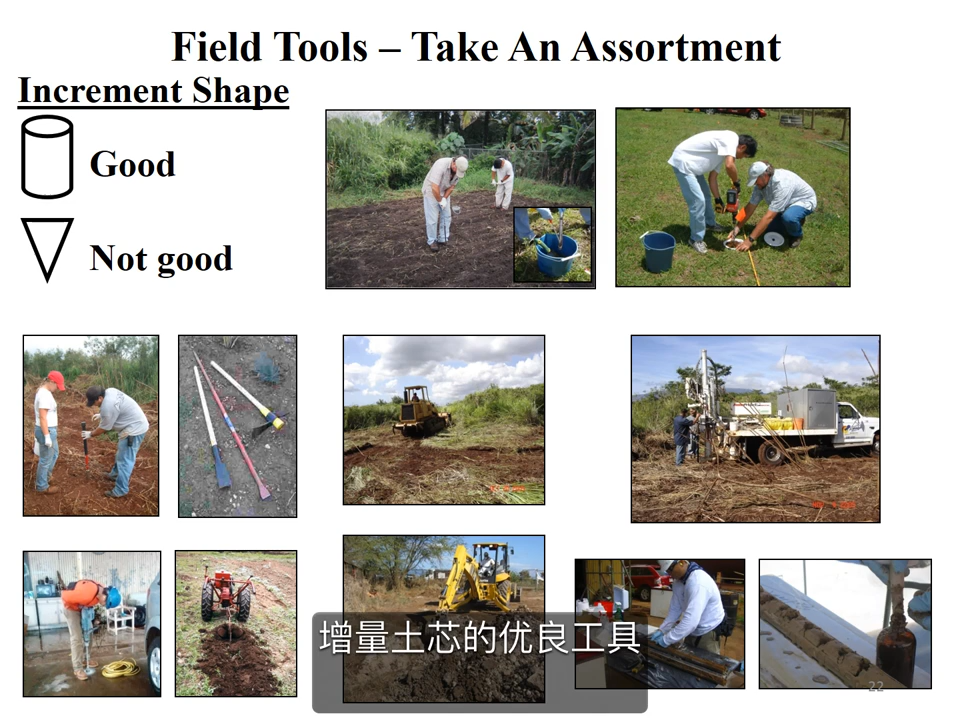 Field Tools – Take An Assortment
Increment Shape
Good
Not good
增量土芯的优良工具
22